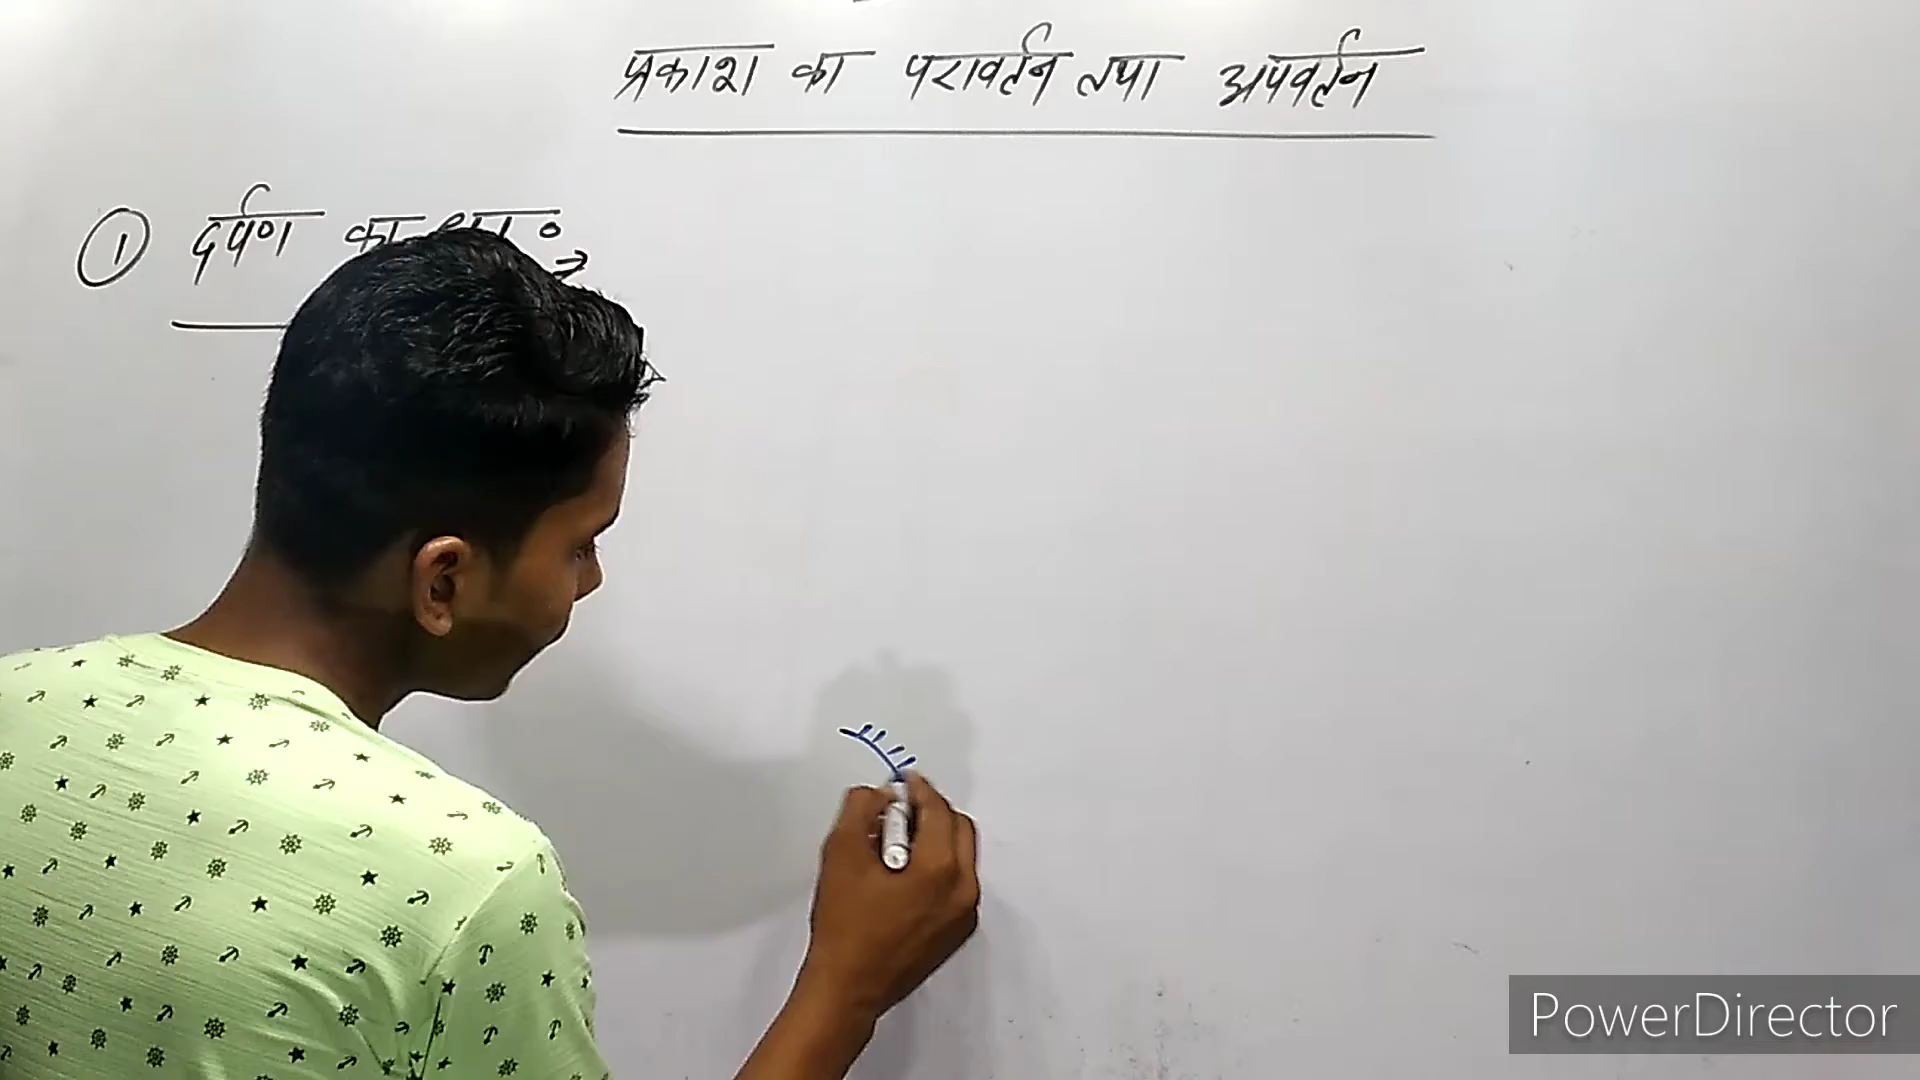 प्रकाश का परावर्तन तथा अपवर्तन
① दर्पण का
PowerDirector